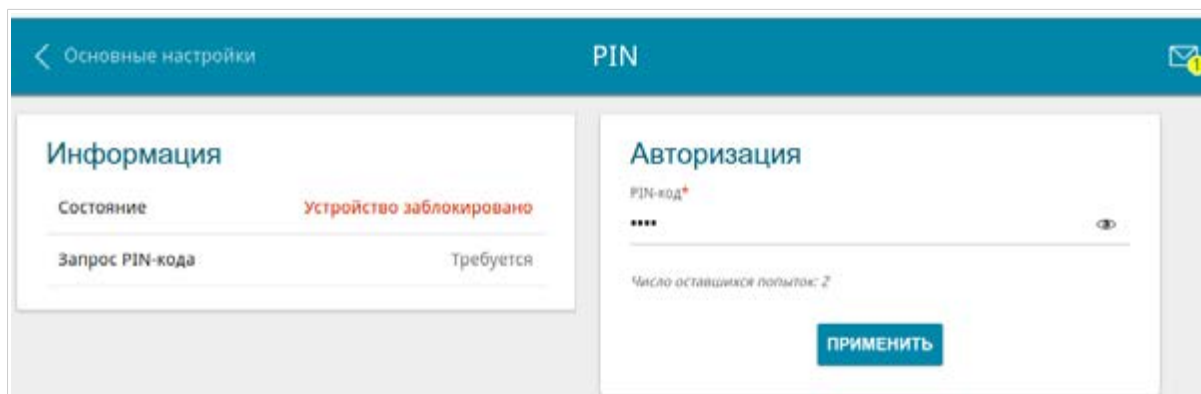 Основные настройки
PIN
1
Информация
Состояние Устройство заблокировано
Запрос PIN-кода Требуется
Авторизация
PIN-код*
••••
Число оставшихся попыток: 2
ПРИМЕНИТЬ